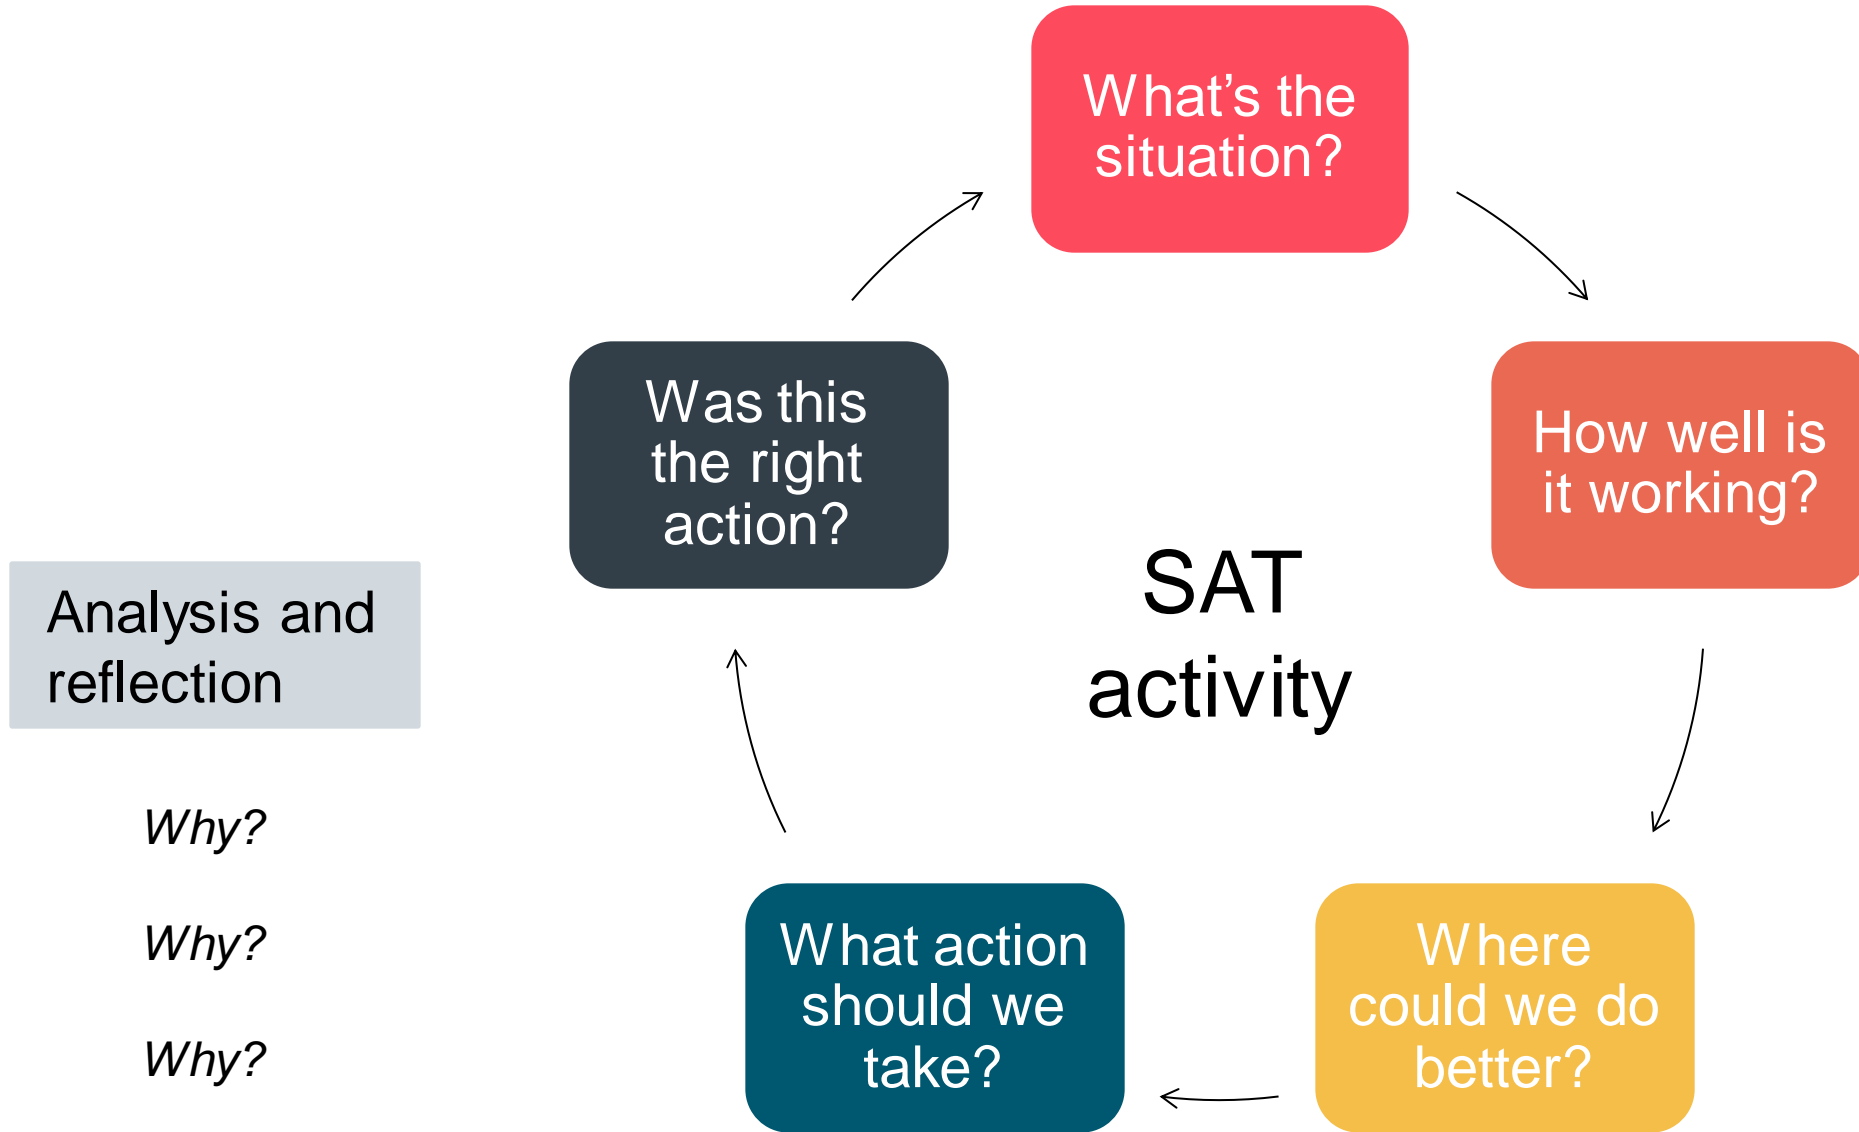 What’s the
situation?
How well is
it working?
Where
could we do
better?
What action
should we
take?
Was this
the right
action?
SAT
activity
Analysis and
reflection
Why?
Why?
Why?